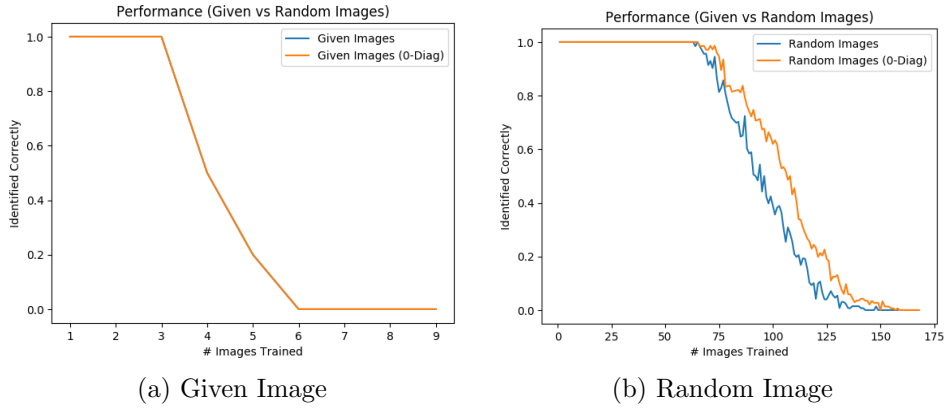 Performance (Given vs Random Images)
Identified Correctly
1.0
0.8
0.6
0.4
0.2
0.0
Given Images
Given Images (0-Diag)
1 2 3 4 5 6 7 8 9
# Images Trained
(a) Given Image
Performance (Given vs Random Images)
Identified Correctly
1.0
0.8
0.6
0.4
0.2
0.0
Random Images
Random Images (0-Diag)
0 25 50 75 100 125 150 175
# Images Trained
(b) Random Image